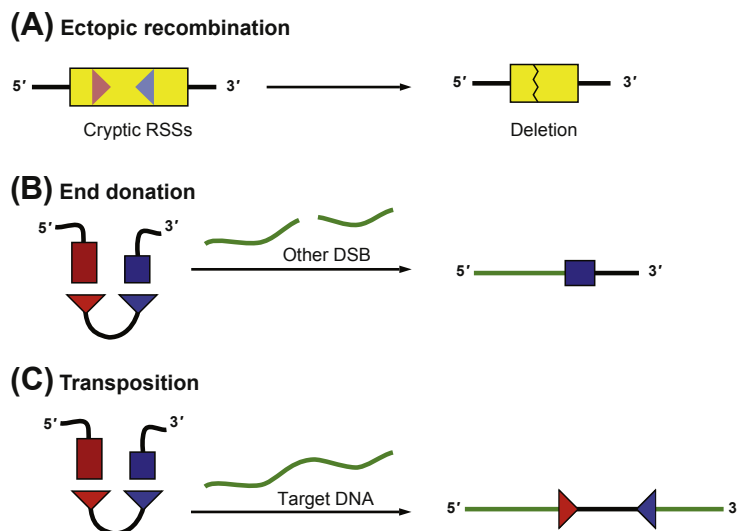 (A) Ectopic recombination
5′ 3′ 5′ 3′
Cryptic RSSs Deletion
(B) End donation
5′ 3′
Other DSB
5′ 3′
(C) Transposition
5′ 3′
Target DNA
5′ 3